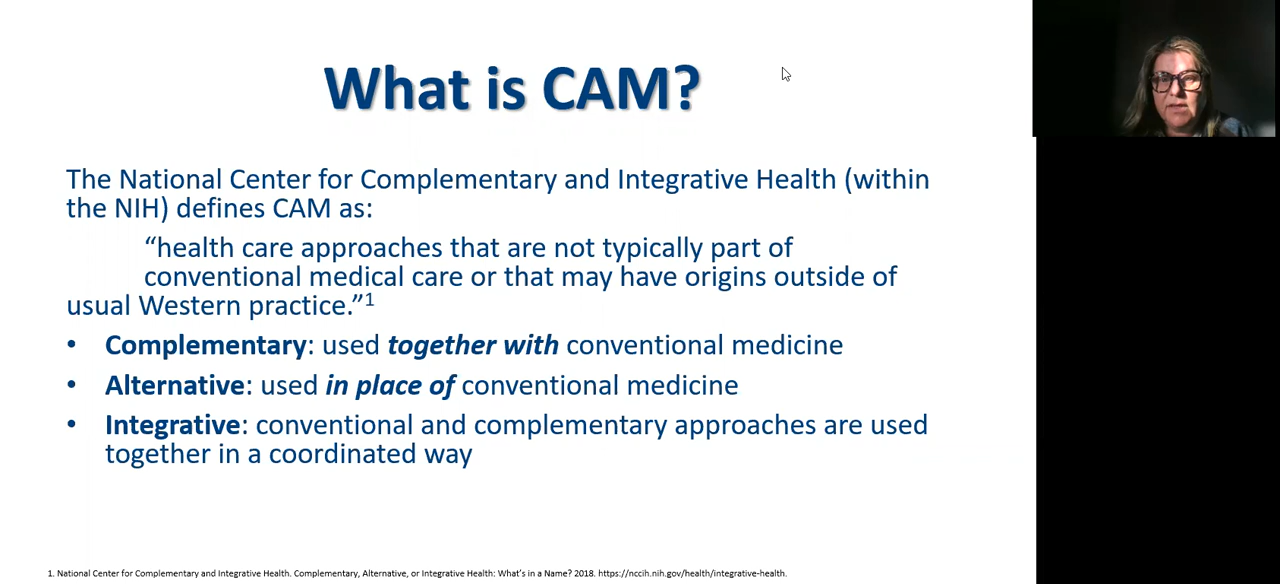 What is CAM?
The National Center for Complementary and Integrative Health (within
the NIH) defines CAM as:
“health care approaches that are not typically part of
conventional medical care or that may have origins outside of
usual Western practice.”1
• Complementary: used together with conventional medicine
• Alternative: used in place of conventional medicine
• Integrative: conventional and complementary approaches are used
together in a coordinated way
1. National Center for Complementary and Integrative Health. Complementary, Alternative, or Integrative Health: What’s in a Name? 2018. https://nccih.nih.gov/health/integrative-health.